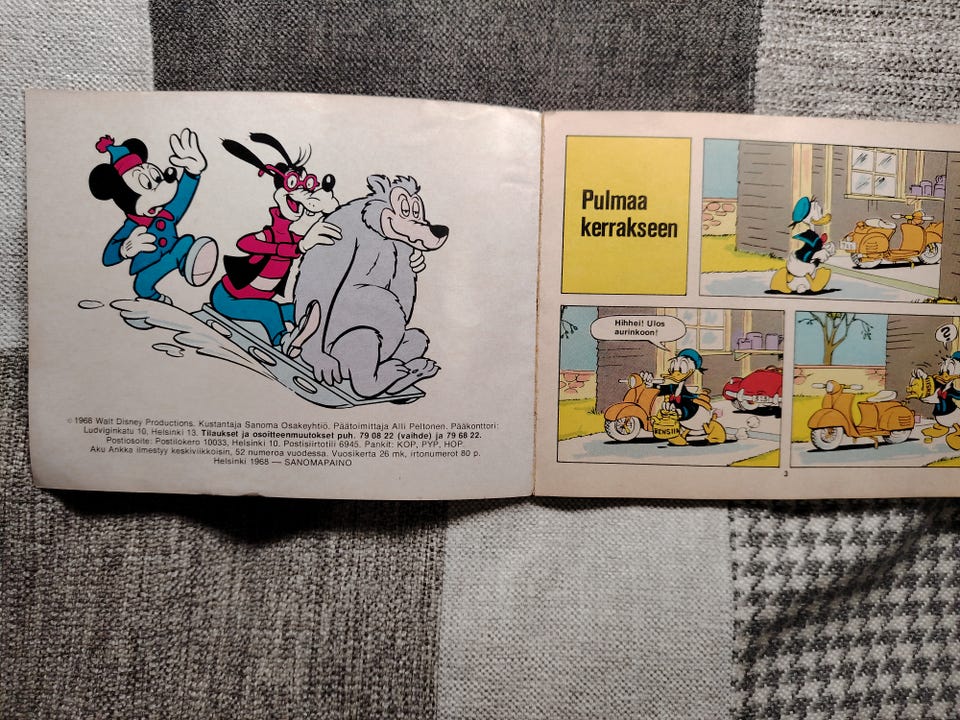 © 1968 Walt Disney Productions. Kustantaja Sanoma Osakeyhtiö. Päätoimittaja Alli Peltonen. Pääkonttori:
Ludviginkatu 10, Helsinki 13. Tilaukset ja osoitteenmuutokset puh. 79 08 22 (vaihde) ja 79 68 22.
Postiosoite: Postilokero 10033, Helsinki 10. Postisiirtotili 6945. Pankit: KOP, PYP, HOP.
Aku Ankka ilmestyy keskiviikkoisin, 52 numeroa vuodessa. Vuosikerta 26 mk, irtonumerot 80 p.
Helsinki 1968 — SANOMAPAINO
Pulmaa
kerrakseen
Hihhei! Ulos
aurinkoon!
BENSIINI
?
3